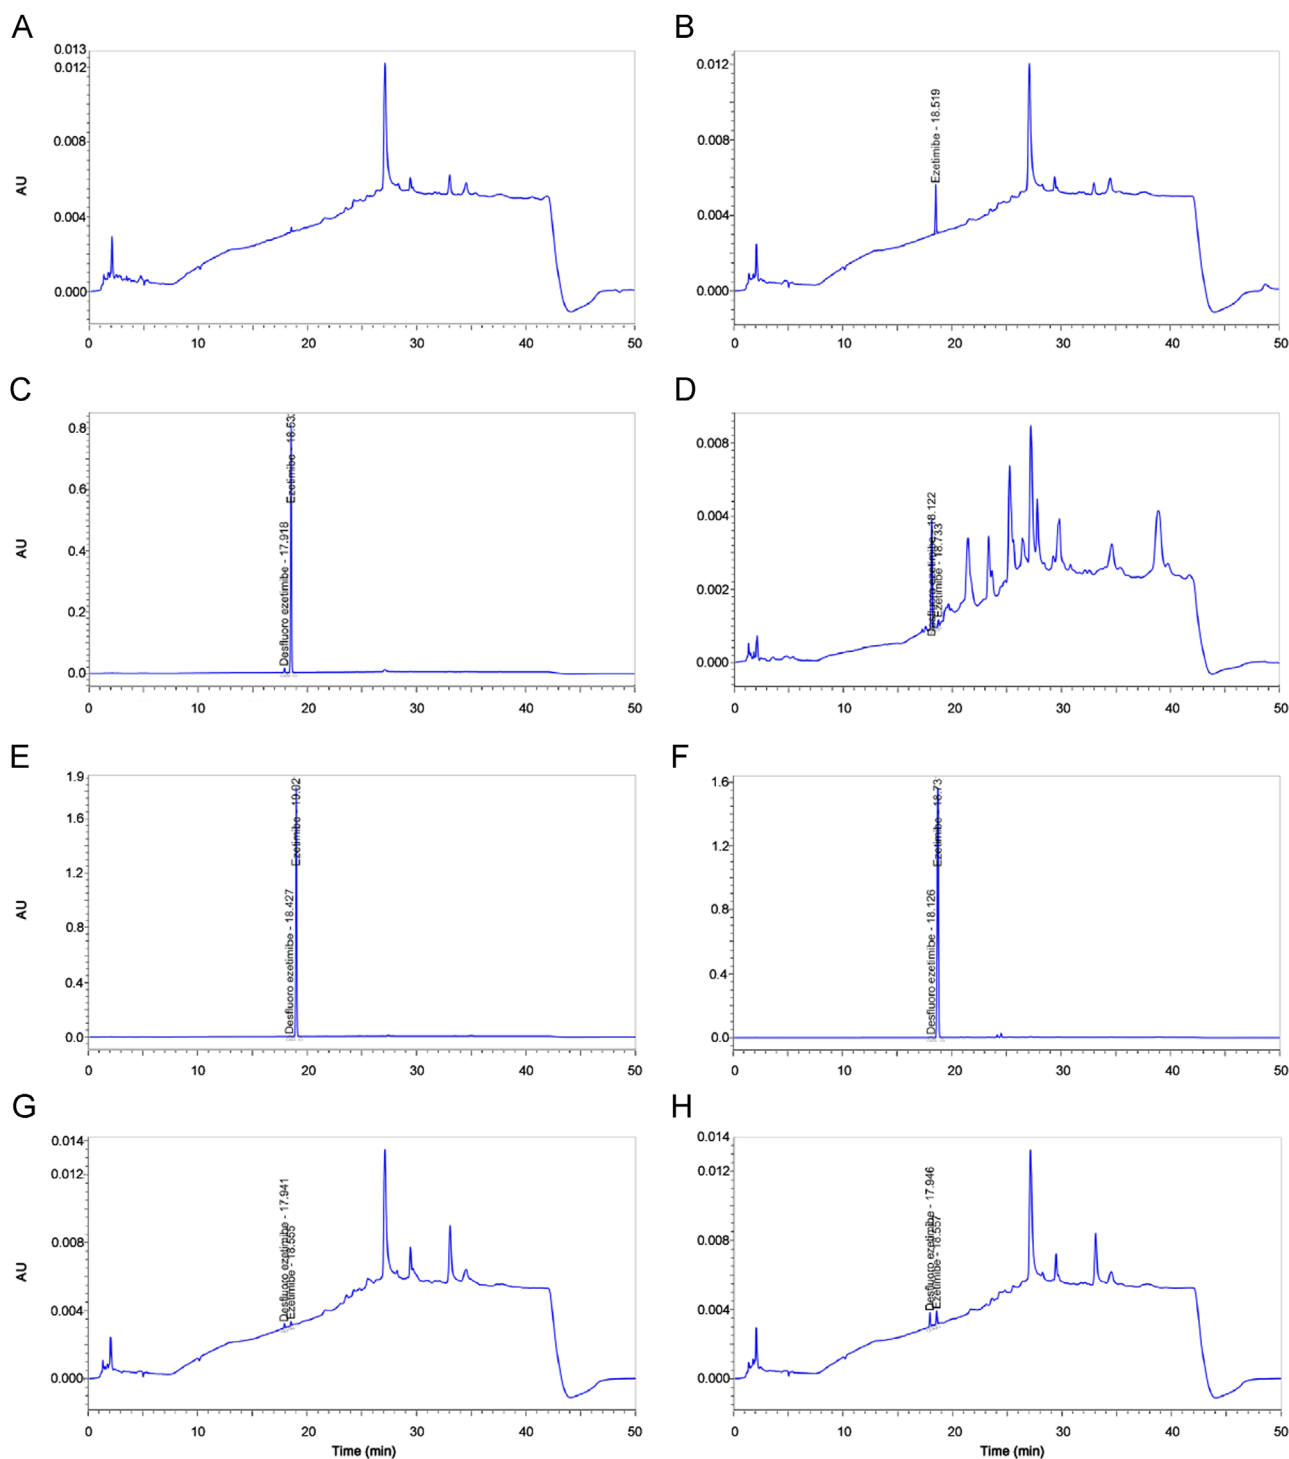 A
0.013
0.012
0.008
0.004
0.000
AU
0 10 20 30 40 50
B
0.012
0.008
0.004
0.000
Ezetimibe - 18.519
0 10 20 30 40 50
C
0.8
0.6
0.4
0.2
0.0
AU
Desfluoro ezetimibe - 17.918
Ezetimibe 18.53
0 10 20 30 40 50
D
0.008
0.004
0.002
0.000
Desfluoro ezetimibe - 18.122
Ezetimibe - 18.733
0 10 20 30 40 50
E
1.9
1.6
1.2
0.8
0.4
0.0
AU
Desfluoro ezetimibe - 18.427
Ezetimibe 19.02
0 10 20 30 40 50
F
1.6
1.2
0.8
0.4
0.0
Desfluoro ezetimibe - 18.126
Ezetimibe 18.73
0 10 20 30 40 50
G
0.014
0.012
0.008
0.004
0.000
AU
Desfluoro ezetimibe - 17.941
Ezetimibe - 18.555
0 10 20 30 40 50
Time (min)
H
0.014
0.012
0.008
0.004
0.000
Desfluoro ezetimibe - 17.946
Ezetimibe - 18.557
0 10 20 30 40 50
Time (min)